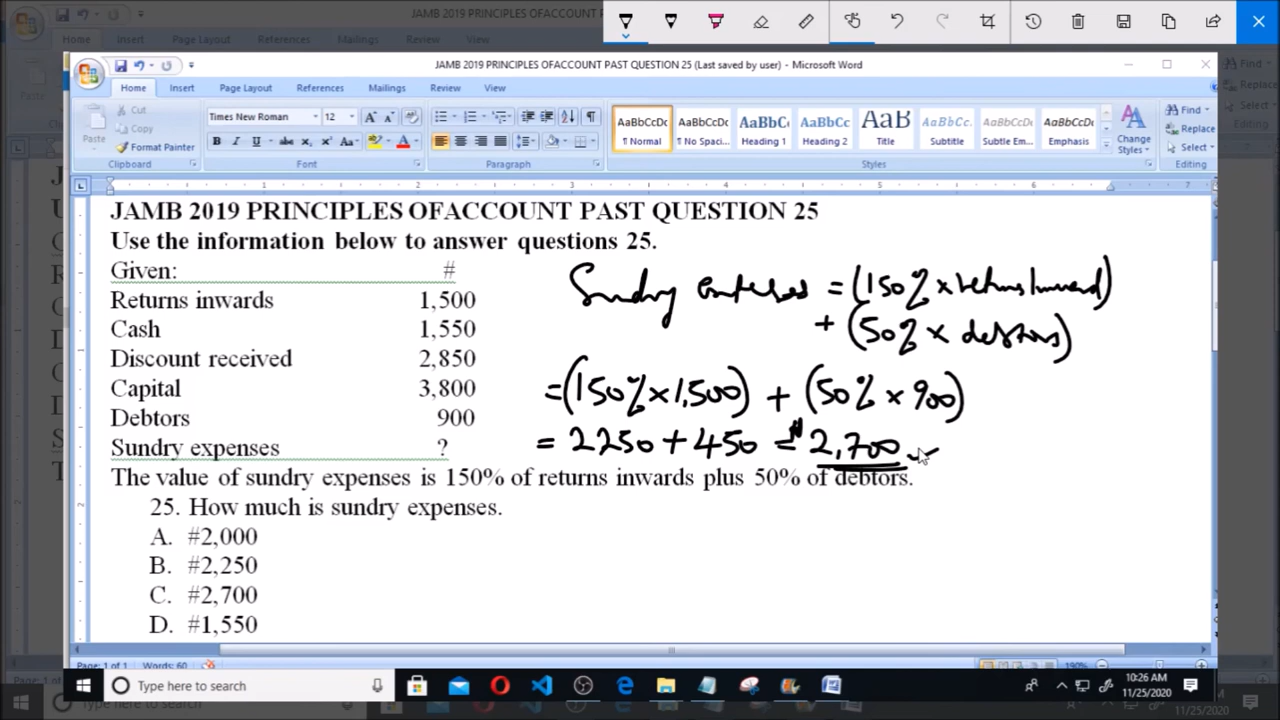 JAMB 2019 PRINCIPLES OFACCOUNT PAST QUESTION 25 (Last saved by user) - Microsoft Word
Home Insert Page Layout References Mailings Review View
Cut
Copy
Paste
Format Painter
Times New Roman 12
Clipboard Font Paragraph Styles Editing
AaBbCcDc AaBbCcDc AaBbC AaBbCc AaB AaBbCc. AaBbCcDc AaBbCcDc
¶ Normal ¶ No Spaci... Heading 1 Heading 2 Title Subtitle Subtle Em... Emphasis
Change Styles
Find
Replace
Select
JAMB 2019 PRINCIPLES OFACCOUNT PAST QUESTION 25
Use the information below to answer questions 25.
Given: #
Returns inwards 1,500
Cash 1,550
Discount received 2,850
Capital 3,800
Debtors 900
Sundry expenses ?
The value of sundry expenses is 150% of returns inwards plus 50% of debtors.
25. How much is sundry expenses.
A. #2,000
B. #2,250
C. #2,700
D. #1,550
Sundry = (150% × returns inward)
+ (50% × debtors)
= (150% × 1,500) + (50% × 900)
= 2250 + 450 = #2,700
Page: 1 of 1 Words: 60 190%
Type here to search
10:26 AM
11/25/2020